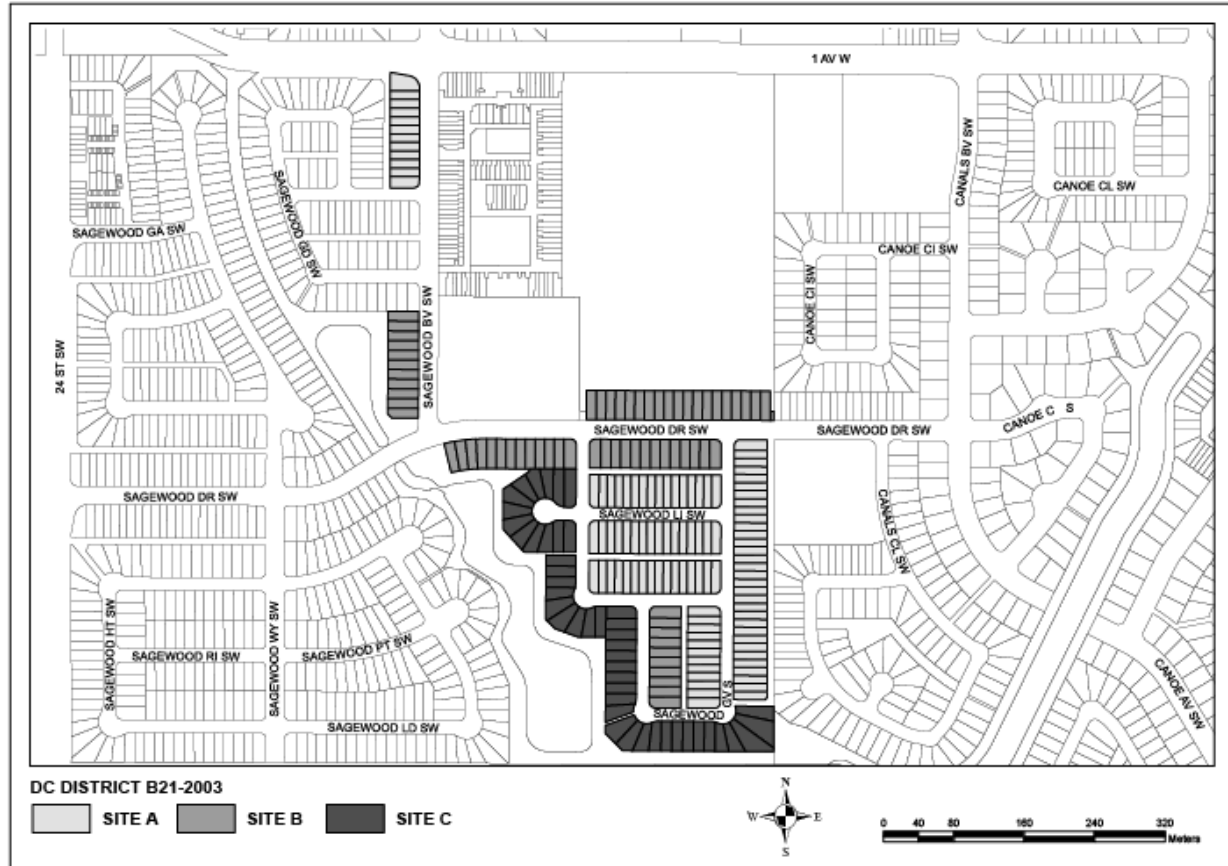 1 AV W
CANALS BV SW
CANOE CL SW
SAGEWOOD GA SW
SAGEWOOD GD SW
CANOE CI SW
CANOE CI SW
SAGEWOOD BV SW
24 ST SW
CANOE C S
SAGEWOOD DR SW
SAGEWOOD DR SW
SAGEWOOD DR SW
SAGEWOOD LI SW
CANALS CL SW
SAGEWOOD HT SW
SAGEWOOD WY SW
SAGEWOOD PT SW
SAGEWOOD RI SW
CANOE AV SW
GV S
SAGEWOOD
SAGEWOOD LD SW
DC DISTRICT B21-2003
SITE A SITE B SITE C
N
W E
S
0 40 80 160 240 320
Meters